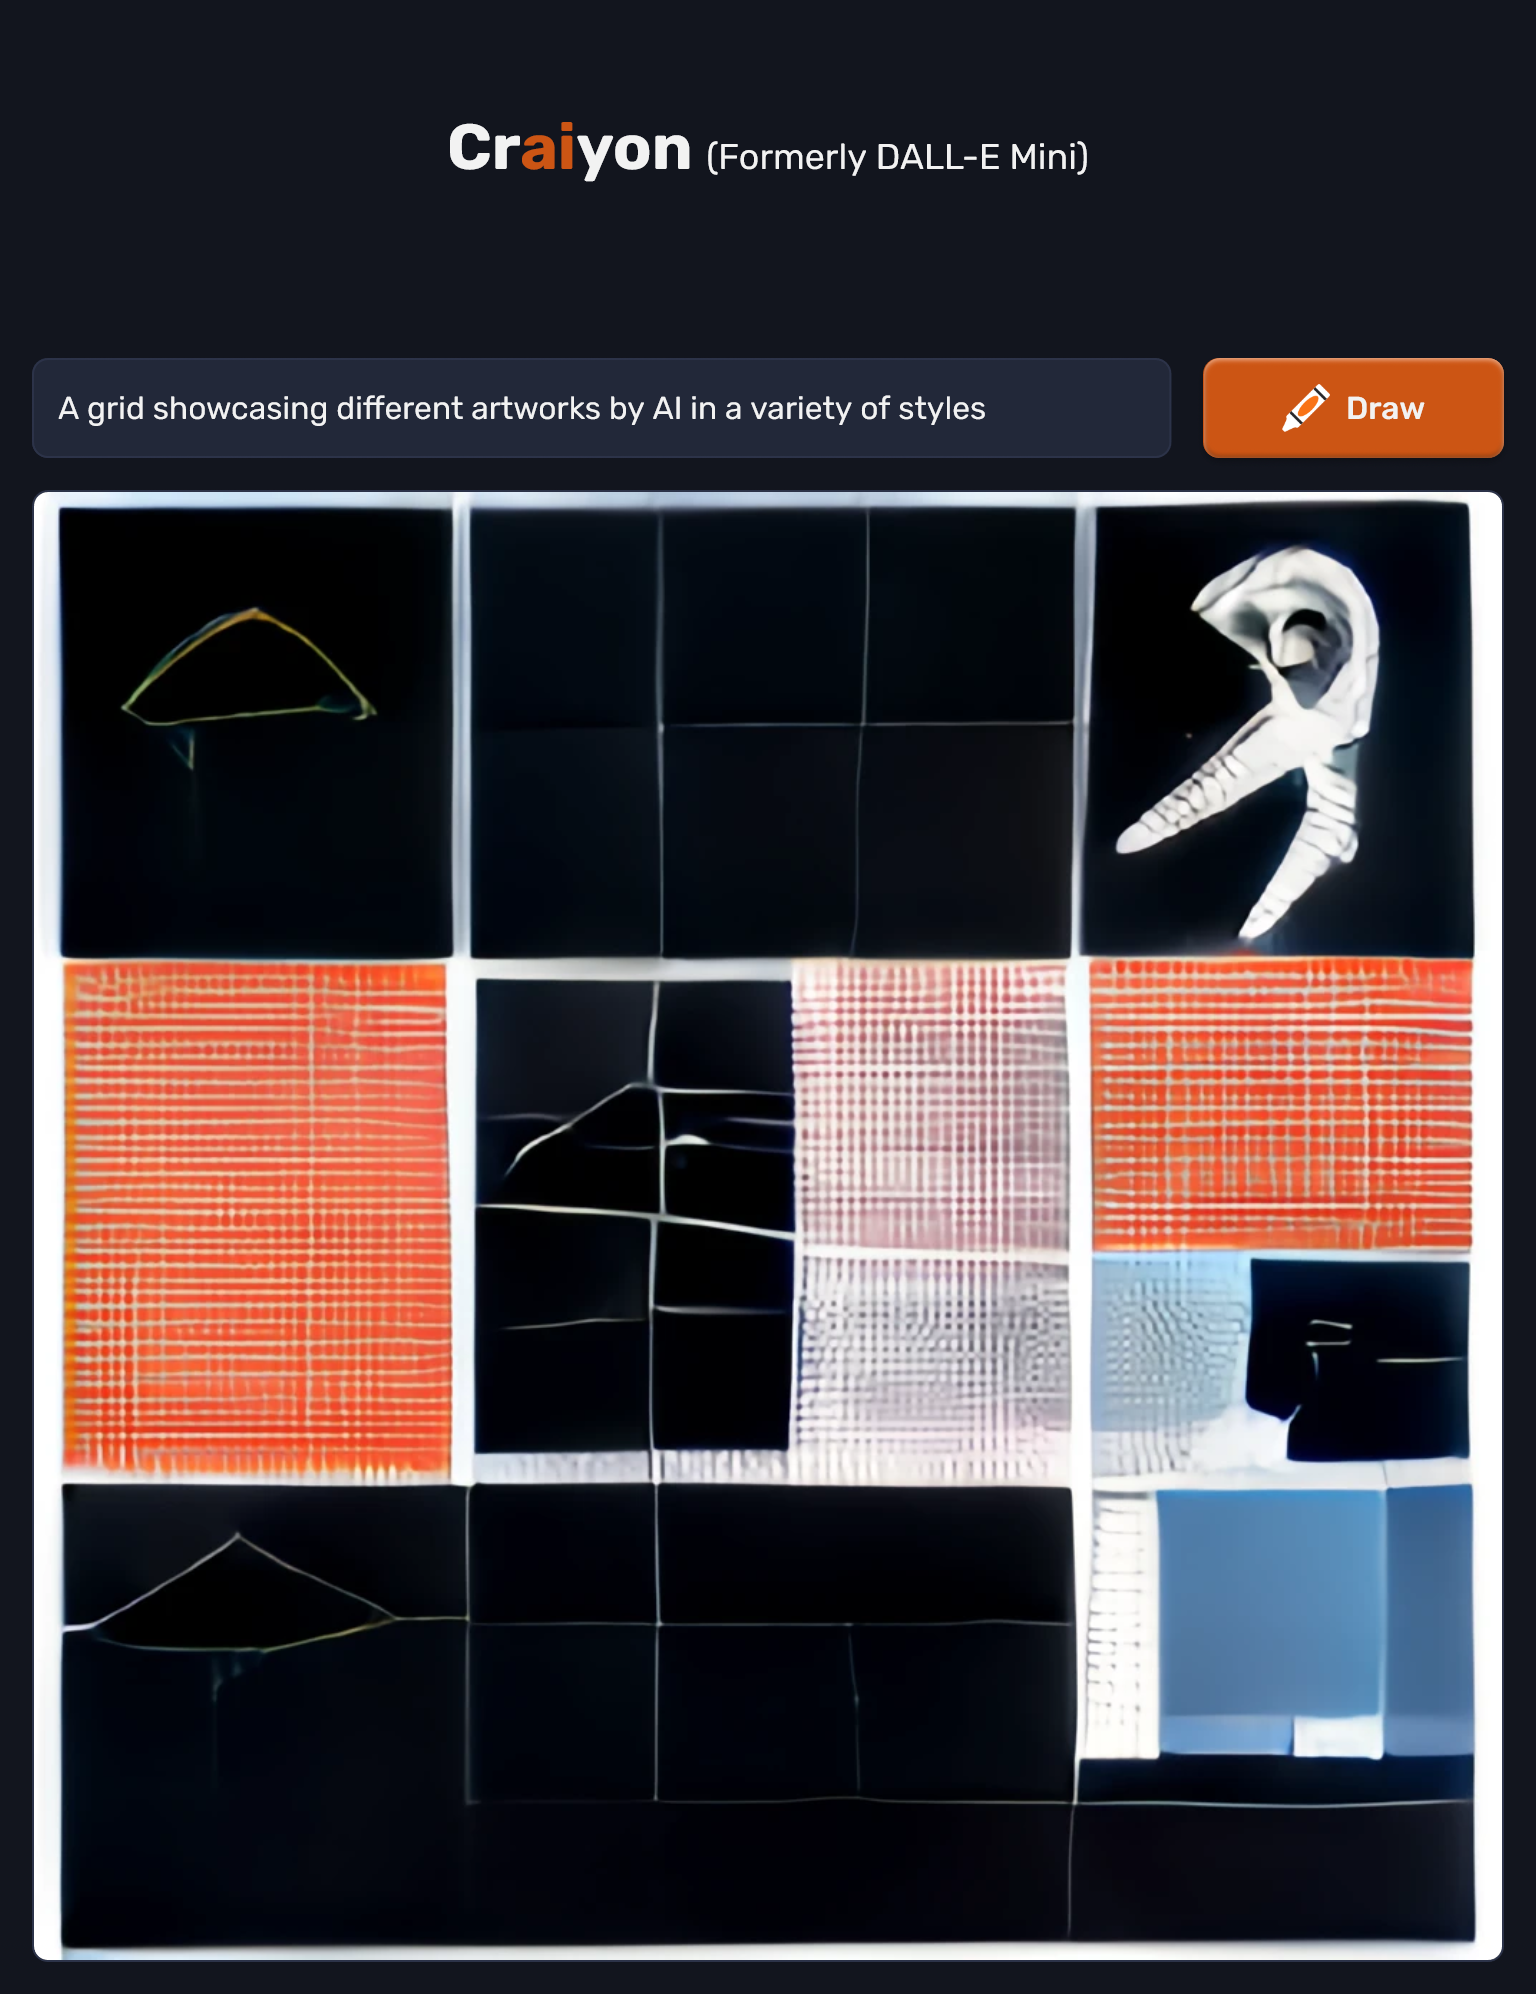 Craiyon (Formerly DALL-E Mini)
A grid showcasing different artworks by AI in a variety of styles
Draw